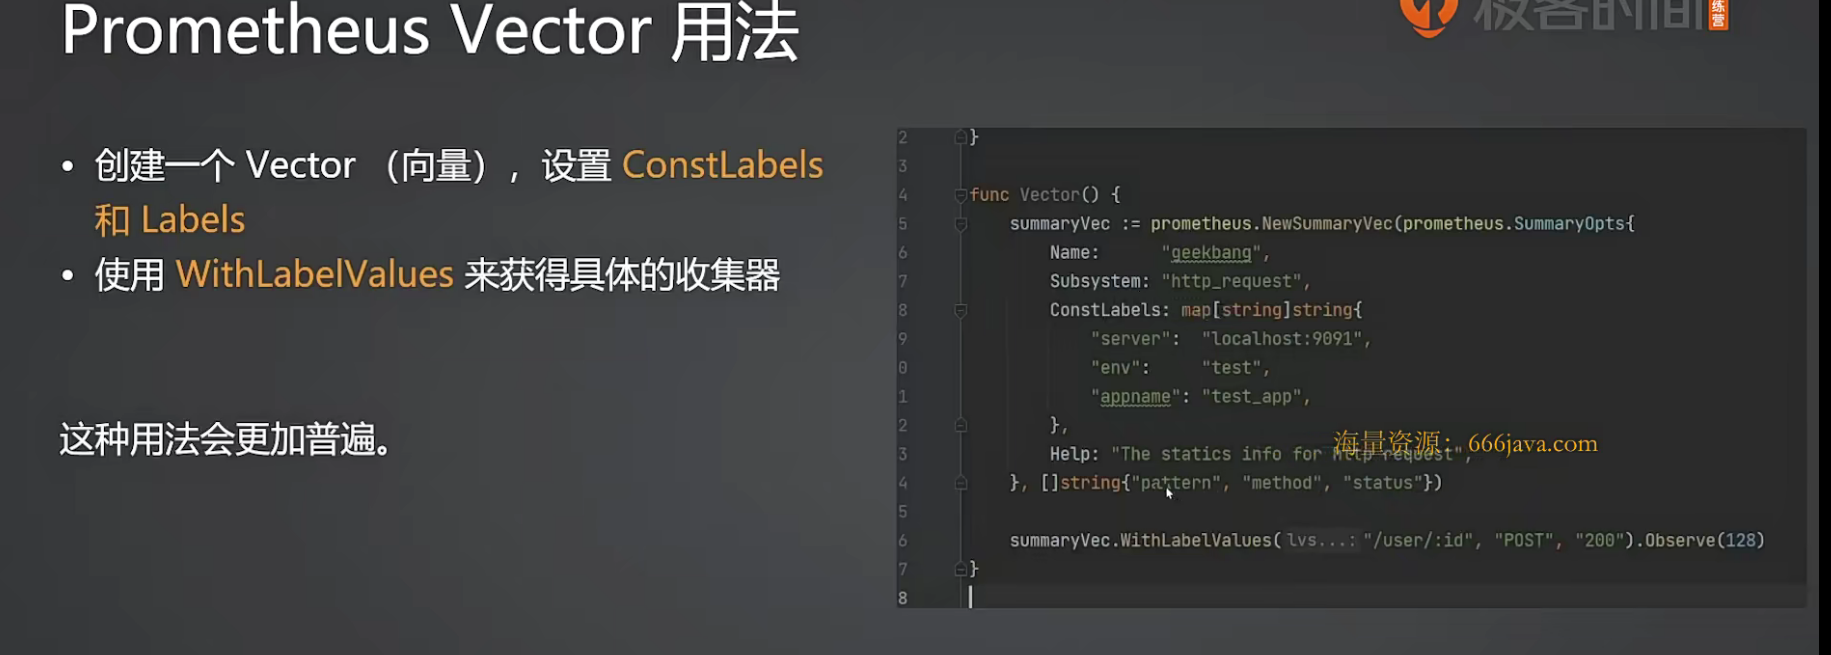 Prometheus Vector 用法
极客时间
练营
• 创建一个 Vector （向量），设置 ConstLabels
和 Labels
• 使用 WithLabelValues 来获得具体的收集器
这种用法会更加普遍。
2 }
3
4 func Vector() {
5 summaryVec := prometheus.NewSummaryVec(prometheus.SummaryOpts{
6 Name: "geekbang",
7 Subsystem: "http_request",
8 ConstLabels: map[string]string{
9 "server": "localhost:9091",
0 "env": "test",
1 "appname": "test_app",
2 },
3 Help: "The statics info for http request",
海量资源：666java.com
4 }, []string{"pattern", "method", "status"})
5
6 summaryVec.WithLabelValues( lvs...: "/user/:id", "POST", "200").Observe(128)
7 }
8